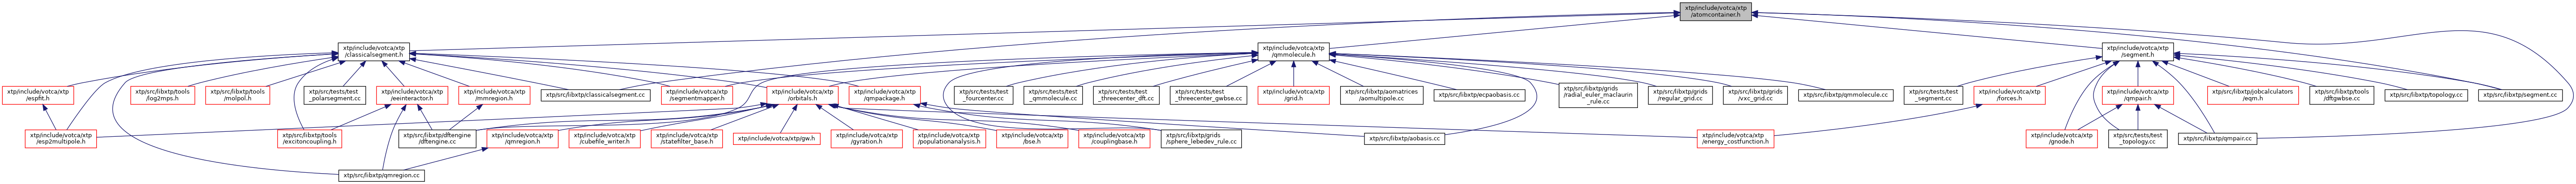 xtp/include/votca/xtp
/atomcontainer.h
xtp/include/votca/xtp
/classicalsegment.h
xtp/include/votca/xtp
/qmmolecule.h
xtp/include/votca/xtp
/segment.h
xtp/include/votca/xtp
/espfit.h
xtp/src/libxtp/tools
/log2mps.h
xtp/src/libxtp/tools
/molpol.h
xtp/src/tests/test
_polarsegment.cc
xtp/include/votca/xtp
/eeinteractor.h
xtp/include/votca/xtp
/mmregion.h
xtp/src/libxtp/classicalsegment.cc
xtp/include/votca/xtp
/segmentmapper.h
xtp/include/votca/xtp
/orbitals.h
xtp/include/votca/xtp
/qmpackage.h
xtp/src/tests/test
_fourcenter.cc
xtp/src/tests/test
_qmmolecule.cc
xtp/src/tests/test
_threecenter_dft.cc
xtp/src/tests/test
_threecenter_gwbse.cc
xtp/include/votca/xtp
/grid.h
xtp/src/libxtp/aomatrices
/aomultipole.cc
xtp/src/libxtp/ecpaobasis.cc
xtp/src/libxtp/grids
/radial_euler_maclaurin
_rule.cc
xtp/src/libxtp/grids
/regular_grid.cc
xtp/src/libxtp/grids
/vxc_grid.cc
xtp/src/libxtp/qmmolecule.cc
xtp/src/tests/test
_segment.cc
xtp/include/votca/xtp
/forces.h
xtp/include/votca/xtp
/qmpair.h
xtp/src/libxtp/jobcalculators
/eqm.h
xtp/src/libxtp/tools
/dftgwbse.cc
xtp/src/libxtp/topology.cc
xtp/src/libxtp/segment.cc
xtp/include/votca/xtp
/esp2multipole.h
xtp/src/libxtp/tools
/excitoncoupling.h
xtp/src/libxtp/dftengine
/dftengine.cc
xtp/include/votca/xtp
/qmregion.h
xtp/include/votca/xtp
/cubefile_writer.h
xtp/include/votca/xtp
/statefilter_base.h
xtp/include/votca/xtp/gw.h
xtp/include/votca/xtp
/gyration.h
xtp/include/votca/xtp
/populationanalysis.h
xtp/include/votca/xtp
/bse.h
xtp/include/votca/xtp
/couplingbase.h
xtp/src/libxtp/grids
/sphere_lebedev_rule.cc
xtp/src/libxtp/aobasis.cc
xtp/include/votca/xtp
/energy_costfunction.h
xtp/include/votca/xtp
/gnode.h
xtp/src/tests/test
_topology.cc
xtp/src/libxtp/qmpair.cc
xtp/src/libxtp/qmregion.cc